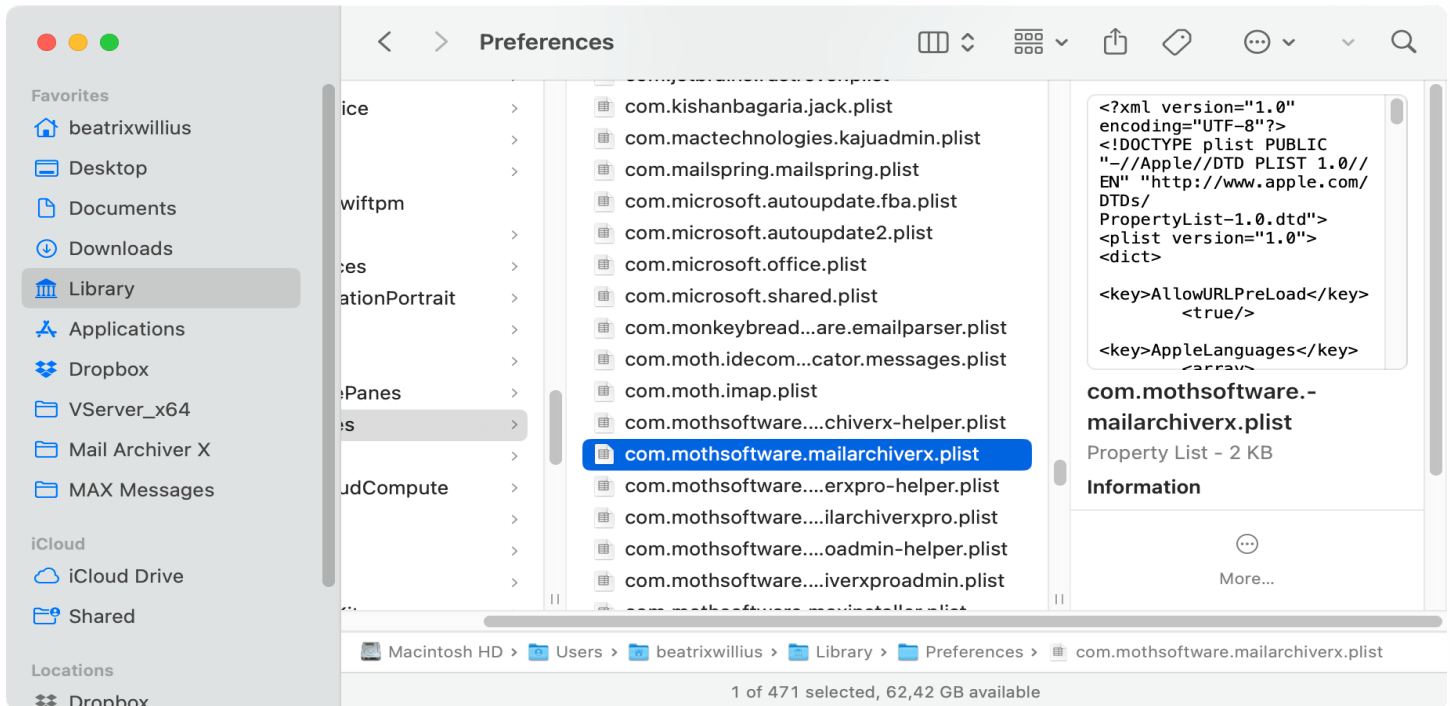 Preferences
Favorites
beatrixwillius
Desktop
Documents
Downloads
Library
Applications
Dropbox
VServer_x64
Mail Archiver X
MAX Messages
iCloud
iCloud Drive
Shared
Locations
Dropbox
ice
wiftpm
ces
ationPortrait
ePanes
es
udCompute
com.kishanbagaria.jack.plist
com.mactechnologies.kajuadmin.plist
com.mailspring.mailspring.plist
com.microsoft.autoupdate.fba.plist
com.microsoft.autoupdate2.plist
com.microsoft.office.plist
com.microsoft.shared.plist
com.monkeybread...are.emailparser.plist
com.moth.idecom...cator.messages.plist
com.moth.imap.plist
com.mothsoftware....chiverx-helper.plist
com.mothsoftware.mailarchiverx.plist
com.mothsoftware....erxpro-helper.plist
com.mothsoftware....ilarchiverxpro.plist
com.mothsoftware....oadmin-helper.plist
com.mothsoftware....iverxproadmin.plist
<?xml version="1.0"
encoding="UTF-8"?>
<!DOCTYPE plist PUBLIC
"-//Apple//DTD PLIST 1.0//
EN" "http://www.apple.com/
DTDs/
PropertyList-1.0.dtd">
<plist version="1.0">
<dict>
<key>AllowURLPreLoad</key>
<true/>
<key>AppleLanguages</key>
<array>
com.mothsoftware.-
mailarchiverx.plist
Property List - 2 KB
Information
More...
Macintosh HD › Users › beatrixwillius › Library › Preferences › com.mothsoftware.mailarchiverx.plist
1 of 471 selected, 62,42 GB available